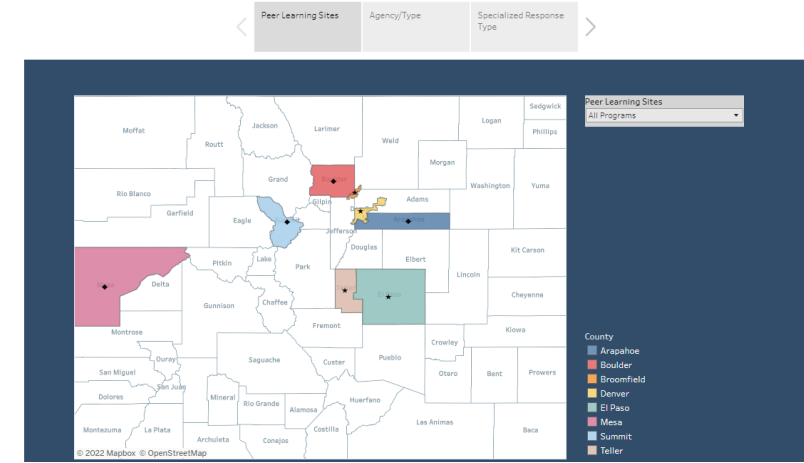 Peer Learning Sites
Agency/Type
Specialized Response
Type
Peer Learning Sites
All Programs
Sedgwick
Moffat
Jackson
Larimer
Logan
Phillips
Routt
Weld
Morgan
Grand
Washington
Yuma
Rio Blanco
Gilpin
Adams
Garfield
Eagle
Jefferson
Douglas
Kit Carson
Pitkin
Lake
Park
Elbert
Lincoln
Delta
Cheyenne
Gunnison
Chaffee
Fremont
Montrose
Kiowa
Crowley
Ouray
Saguache
Custer
Pueblo
San Miguel
Otero
Bent
Prowers
San Juan
Dolores
Mineral
Rio Grande
Alamosa
Huerfano
Montezuma
La Plata
Costilla
Las Animas
Baca
Archuleta
Conejos
© 2022 Mapbox © OpenStreetMap
County
Arapahoe
Boulder
Broomfield
Denver
El Paso
Mesa
Summit
Teller